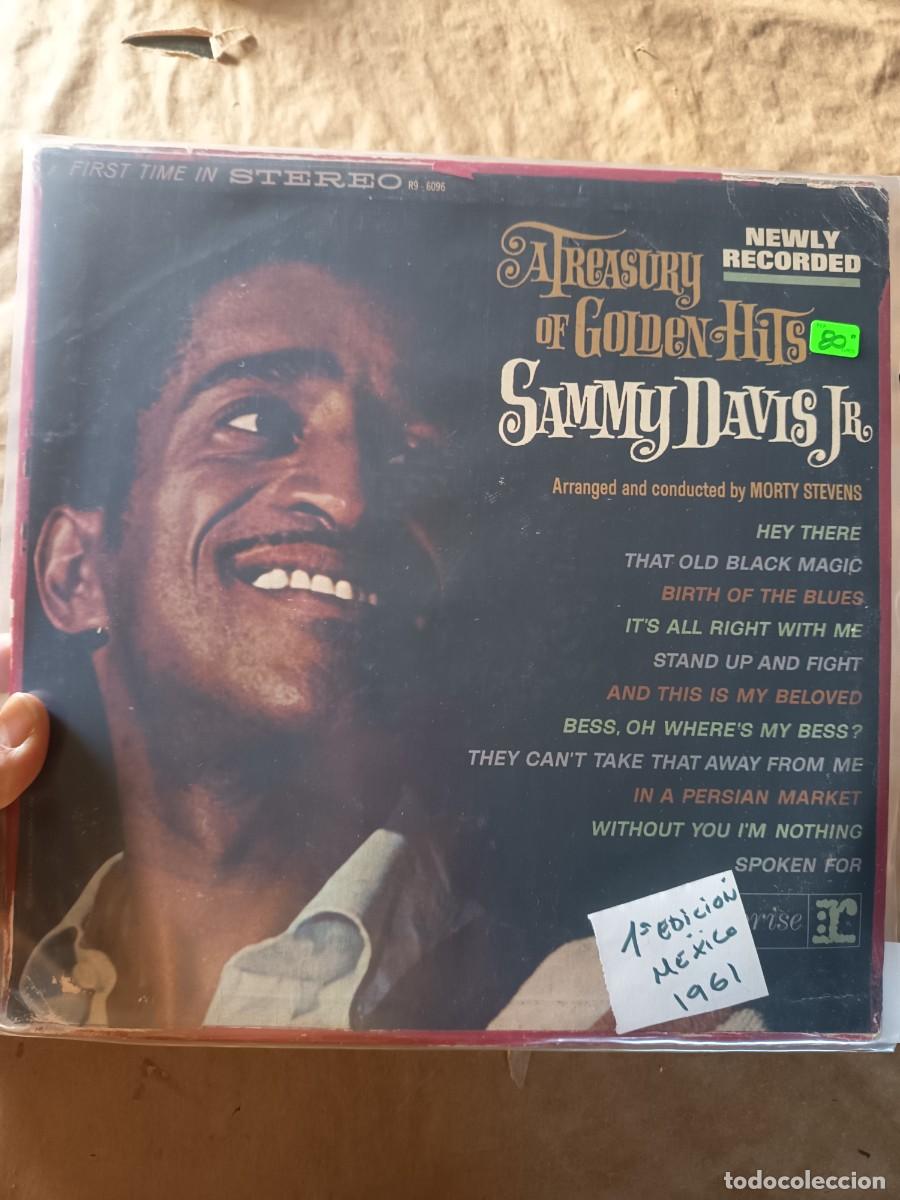 FIRST TIME IN STEREO R9-6096
NEWLY
RECORDED
A TREASURY
OF GOLDEN HITS
80
SAMMY DAVIS JR.
Arranged and conducted by MORTY STEVENS
HEY THERE
THAT OLD BLACK MAGIC
BIRTH OF THE BLUES
IT'S ALL RIGHT WITH ME
STAND UP AND FIGHT
AND THIS IS MY BELOVED
BESS, OH WHERE'S MY BESS?
THEY CAN'T TAKE THAT AWAY FROM ME
IN A PERSIAN MARKET
WITHOUT YOU I'M NOTHING
SPOKEN FOR
rise r:
1ª EDICION
MEXICO
1961
todocoleccion